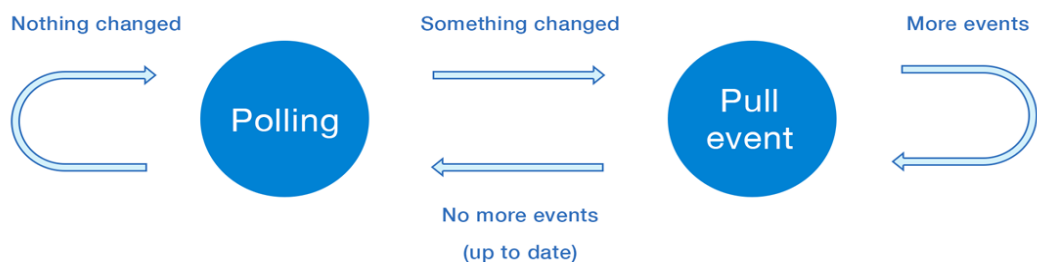 Nothing changed
Something changed
More events
Polling
Pull
event
No more events
(up to date)